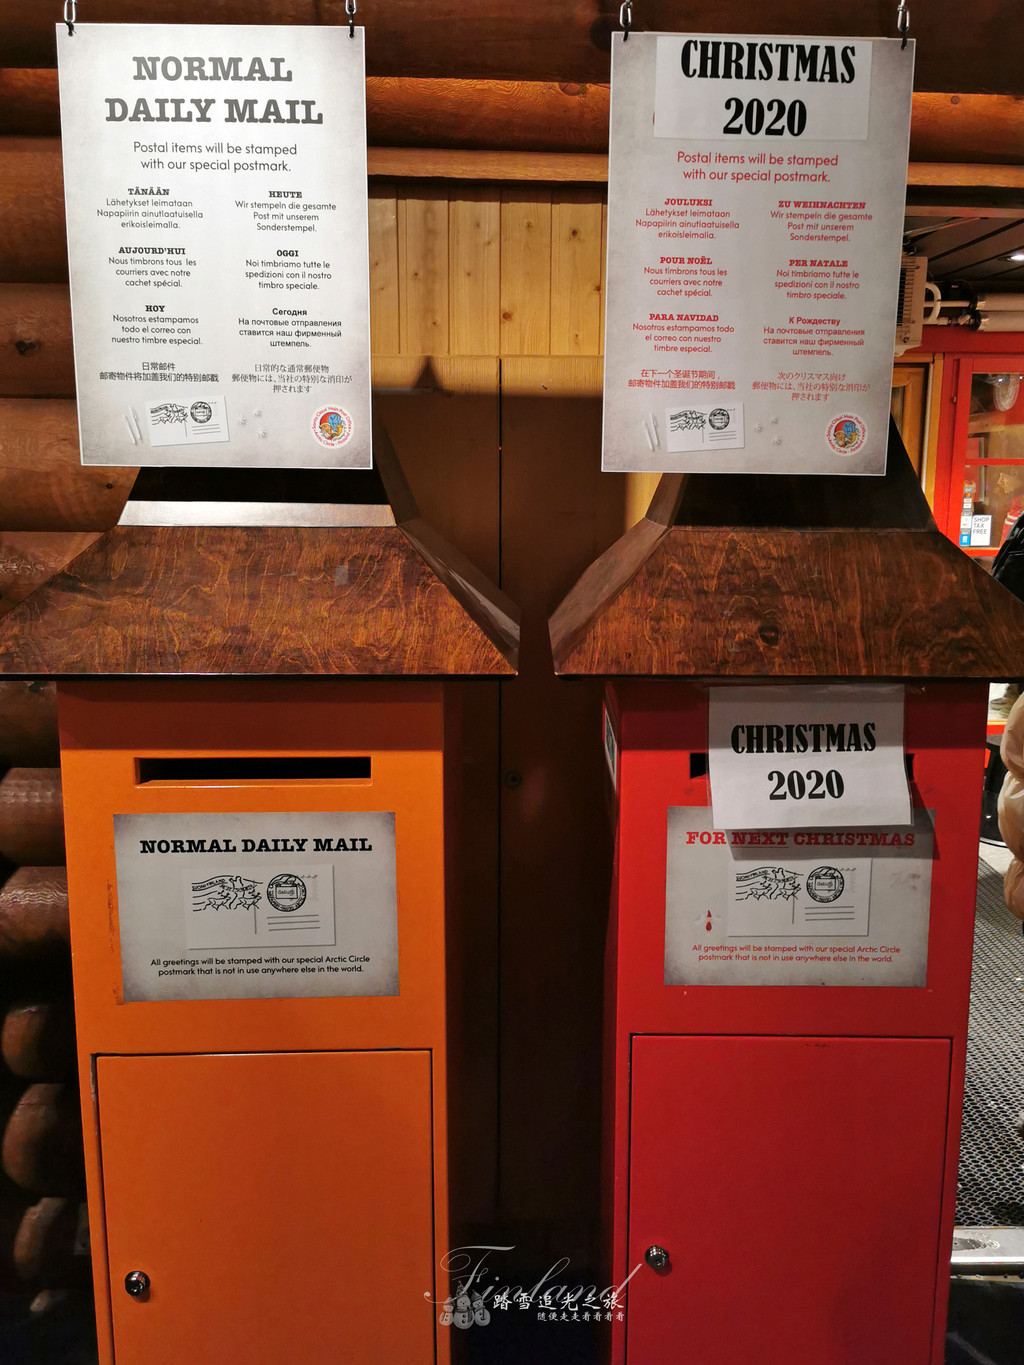 NORMAL
DAILY MAIL
Postal items will be stamped
with our special postmark.
TÄNÄÄN
Lähetykset leimataan
Napapiirin ainutlaatuisella
erikoisleimalla.
HEUTE
Wir stempeln die gesamte
Post mit unserem
Sonderstempel.
AUJOURD'HUI
Nous timbrons tous les
courriers avec notre
cachet spécial.
OGGI
Noi timbriamo tutte le
spedizioni con il nostro
timbro speciale.
HOY
Nosotros estampamos
todo el correo con
nuestro timbre especial.
Сегодня
На почтовые отправления
ставится наш фирменный
штемпель.
日常邮件
邮寄物件将加盖我们的特别邮戳
日常的な通常郵便物
郵便物には、当社の特別な消印が
押されます
CHRISTMAS
2020
Postal items will be stamped
with our special postmark.
JOULUKSI
Lähetykset leimataan
Napapiirin ainutlaatuisella
erikoisleimalla.
ZU WEIHNACHTEN
Wir stempeln die gesamte
Post mit unserem
Sonderstempel.
POUR NOËL
Nous timbrons tous les
courriers avec notre
cachet spécial.
PER NATALE
Noi timbriamo tutte le
spedizioni con il nostro
timbro speciale.
PARA NAVIDAD
Nosotros estampamos todo
el correo con nuestro
timbre especial.
К Рождеству
На почтовые отправления
ставится наш фирменный
штемпель.
在下一个圣诞节期间，
邮寄物件将加盖我们的特别邮戳
次のクリスマス向け
郵便物には、当社の特別な消印が
押されます
SHOP
TAX
FREE
NORMAL DAILY MAIL
All greetings will be stamped with our special Arctic Circle
postmark that is not in use anywhere else in the world.
CHRISTMAS
2020
FOR NEXT CHRISTMAS
All greetings will be stamped with our special Arctic Circle
postmark that is not in use anywhere else in the world.
Finland
踏雪追光之旅
随便走走看看看看